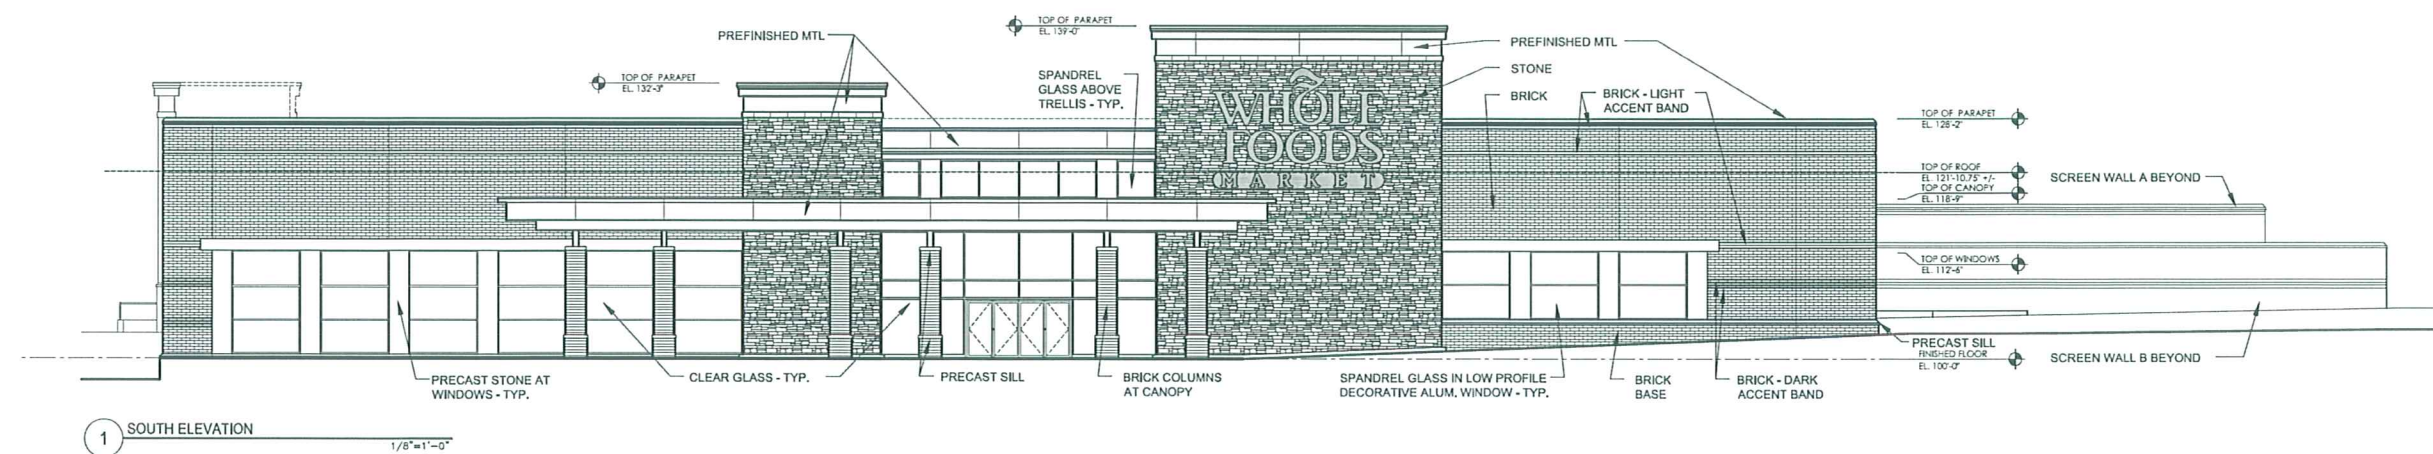 TOP OF PARAPET
EL. 139'-0"
PREFINISHED MTL
PREFINISHED MTL
TOP OF PARAPET
EL. 132'-3"
SPANDREL
GLASS ABOVE
TRELLIS - TYP.
STONE
BRICK
BRICK - LIGHT
ACCENT BAND
WHOLE
FOODS
MARKET
TOP OF PARAPET
EL. 128'-2"
TOP OF ROOF
EL. 121'-10.75" +/-
TOP OF CANOPY
EL. 118'-9"
SCREEN WALL A BEYOND
TOP OF WINDOWS
EL. 112'-6"
PRECAST SILL
FINISHED FLOOR
EL. 100'-0"
SCREEN WALL B BEYOND
PRECAST STONE AT
WINDOWS - TYP.
CLEAR GLASS - TYP.
PRECAST SILL
BRICK COLUMNS
AT CANOPY
SPANDREL GLASS IN LOW PROFILE
DECORATIVE ALUM. WINDOW - TYP.
BRICK
BASE
BRICK - DARK
ACCENT BAND
1
SOUTH ELEVATION
1/8"=1'-0"